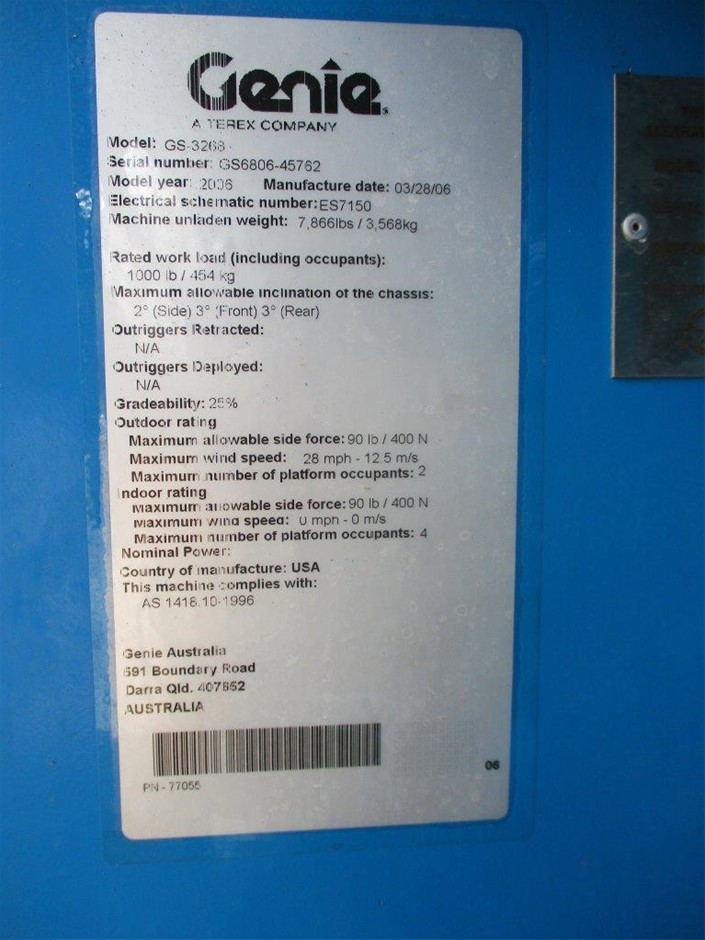 Genie
A TEREX COMPANY
Model: GS-3268
Serial number: GS6806-45762
Model year: 2006 Manufacture date: 03/28/06
Electrical schematic number:ES7150
Machine unladen weight: 7,866lbs / 3,568kg
Rated work load (including occupants):
1000 lb / 454 kg
Maximum allowable inclination of the chassis:
2° (Side) 3° (Front) 3° (Rear)
Outriggers Retracted:
N/A
Outriggers Deployed:
N/A
Gradeability: 25%
Outdoor rating
Maximum allowable side force: 90 lb / 400 N
Maximum wind speed: 28 mph - 12.5 m/s
Maximum number of platform occupants: 2
Indoor rating
Maximum allowable side force: 90 lb / 400 N
Maximum wind speed: 0 mph - 0 m/s
Maximum number of platform occupants: 4
Nominal Power:
Country of manufacture: USA
This machine complies with:
AS 1418.10-1996
Genie Australia
591 Boundary Road
Darra Qld. 407652
AUSTRALIA
06
PN - 77055